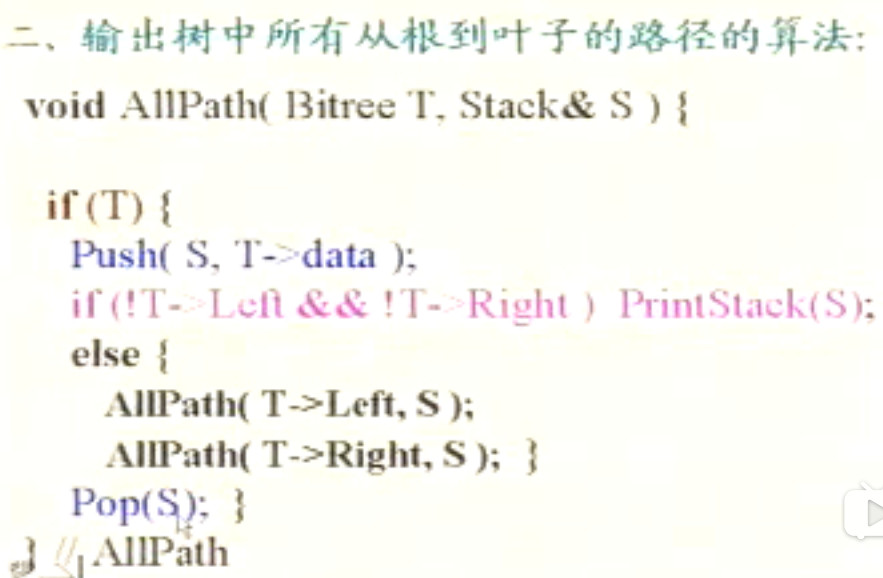 二、输出树中所有从根到叶子的路径的算法:
void AllPath( Bitree T, Stack& S ) {
if (T) {
Push( S, T->data );
if (!T->Left && !T->Right ) PrintStack(S);
else {
AllPath( T->Left, S );
AllPath( T->Right, S ); }
Pop(S); }
} // AllPath